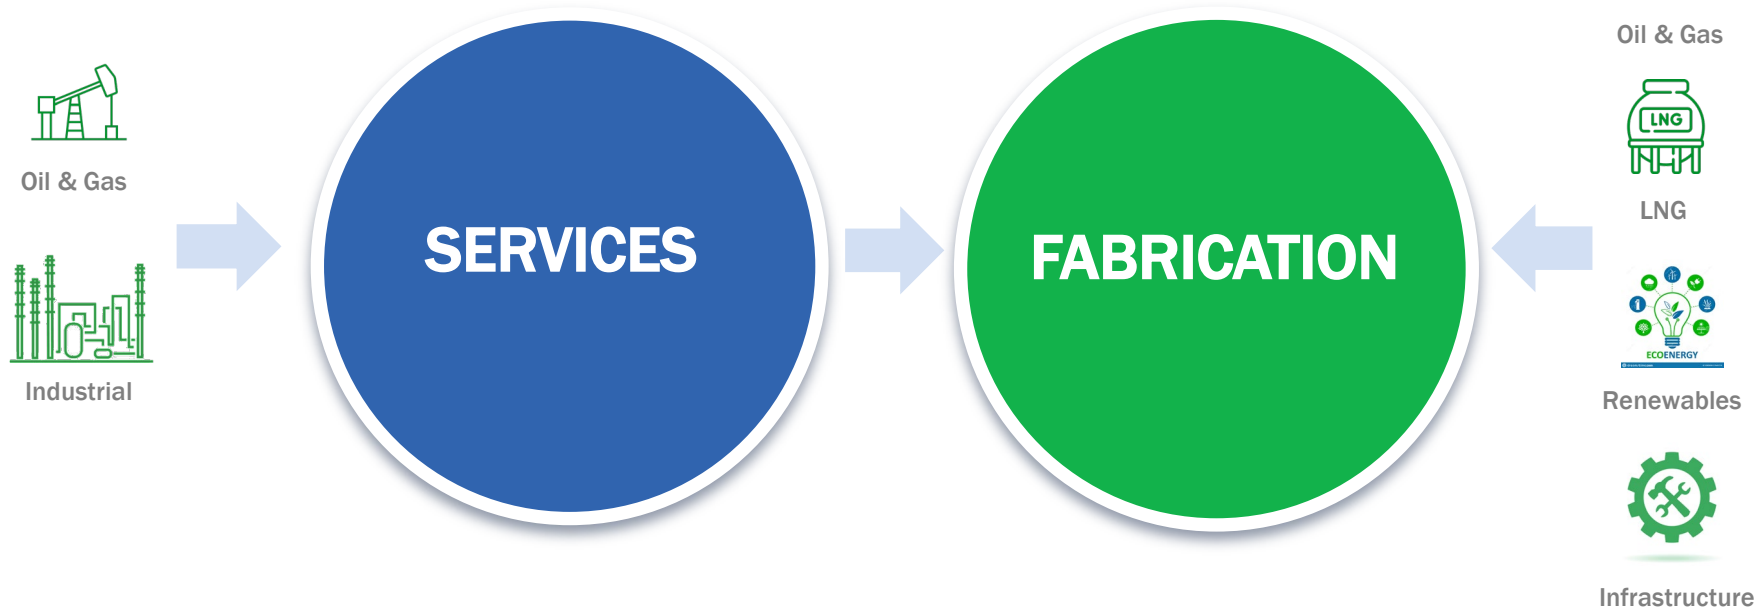 Oil & Gas
Industrial
SERVICES
FABRICATION
Oil & Gas
LNG
LNG
ECOENERGY
Renewables
Infrastructure